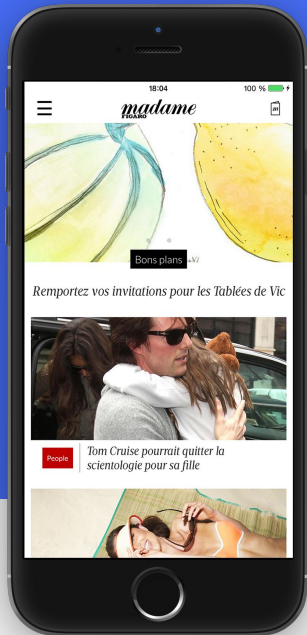 18:04
100 %
madame
FIGARO
m
Bons plans
Remportez vos invitations pour les Tablées de Vic
People
Tom Cruise pourrait quitter la
scientologie pour sa fille